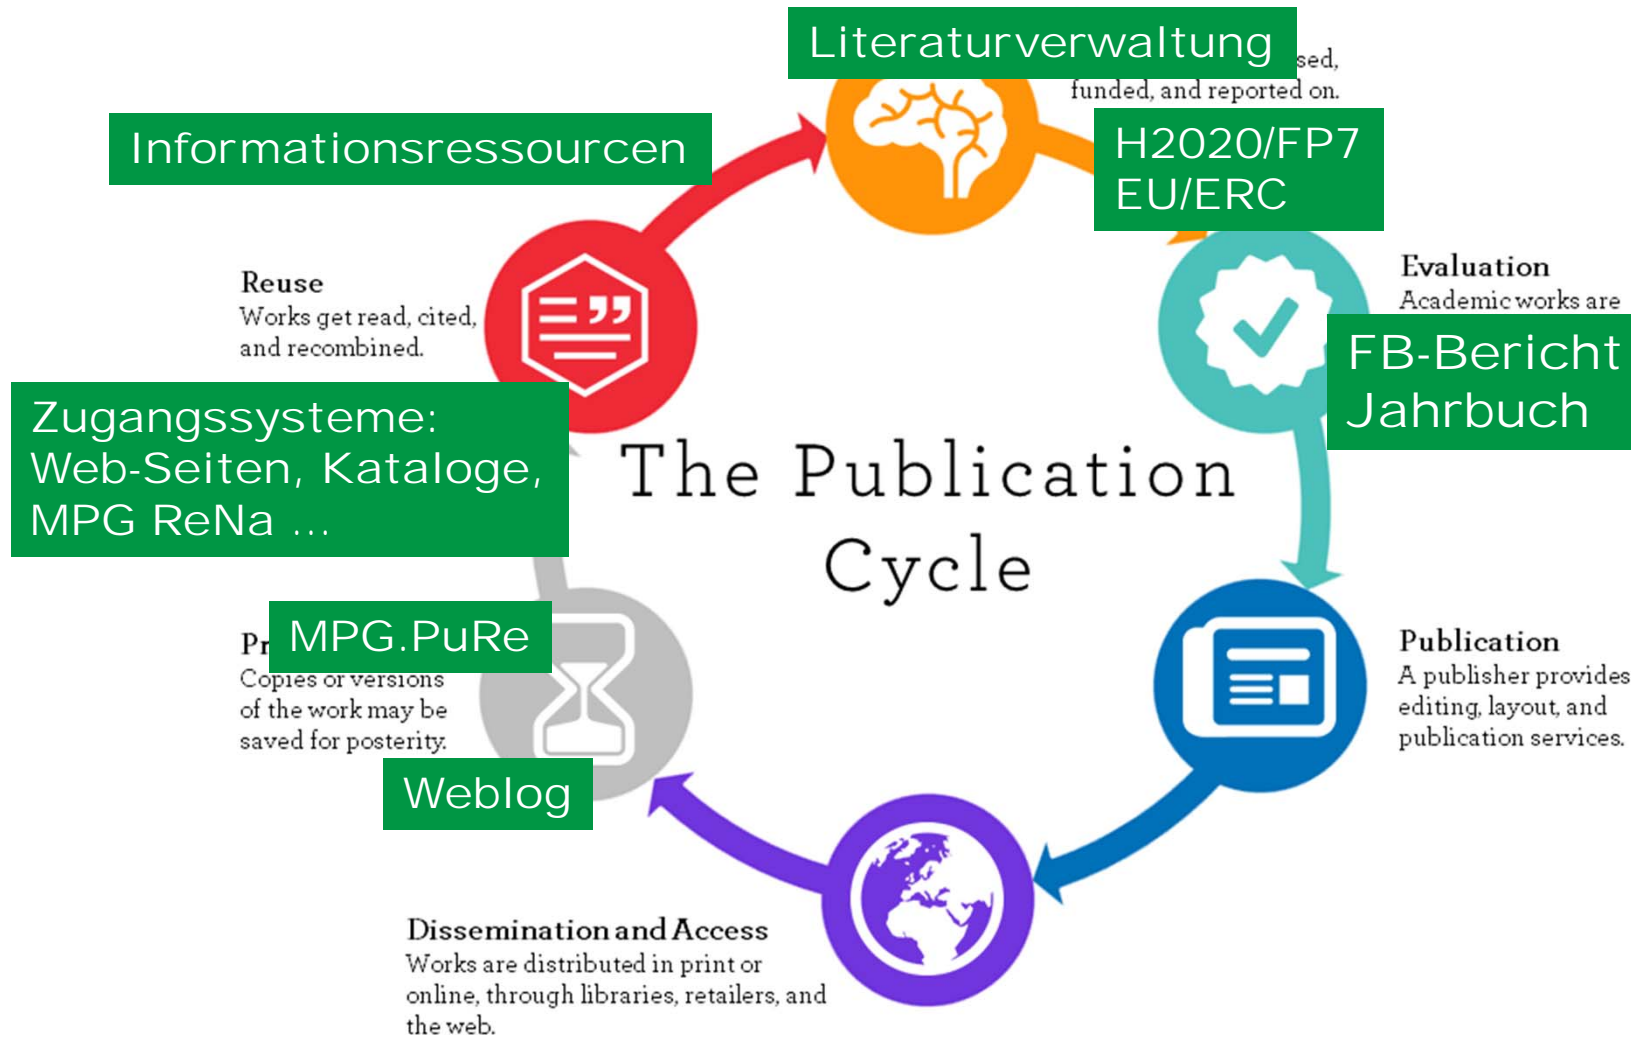 Literaturverwaltung
sed,
funded, and reported on.
Informationsressourcen
H2020/FP7
EU/ERC
Reuse
Works get read, cited,
and recombined.
Evaluation
Academic works are
FB-Bericht
Jahrbuch
Zugangssysteme:
Web-Seiten, Kataloge,
MPG ReNa ...
The Publication
Cycle
Pr
MPG.PuRe
Copies or versions
of the work may be
saved for posterity.
Publication
A publisher provides
editing, layout, and
publication services.
Weblog
Dissemination and Access
Works are distributed in print or
online, through libraries, retailers, and
the web.